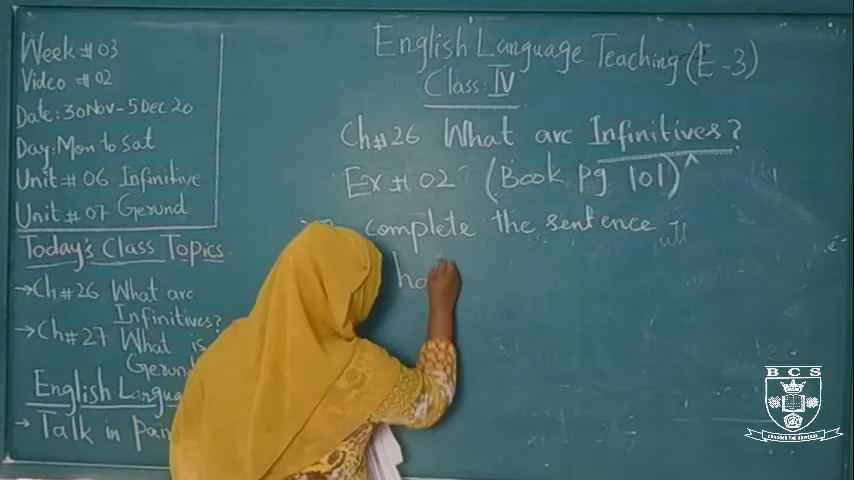 Week # 03
Video # 02
Date: 30 Nov - 5 Dec 20
Day: Mon to Sat
Unit # 06 Infinitive
Unit # 07 Gerund
Today's Class Topics
→ Ch # 26 What are
Infinitives?
→ Ch # 27 What is
Gerund
English Langua
→ Talk in
English Language Teaching (E-3)
Class: IV
Ch # 26 What are Infinitives?
Ex # 02 (Book pg 101)
complete the sentence
BCS